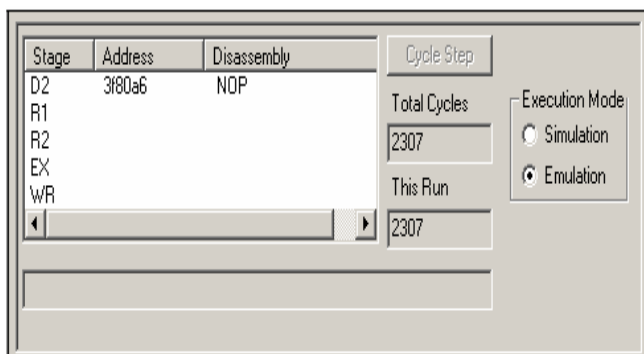 Stage Address Disassembly
D2 3f80a6 NOP
R1
R2
EX
WR
Cycle Step
Total Cycles
2307
This Run
2307
Execution Mode
Simulation
Emulation